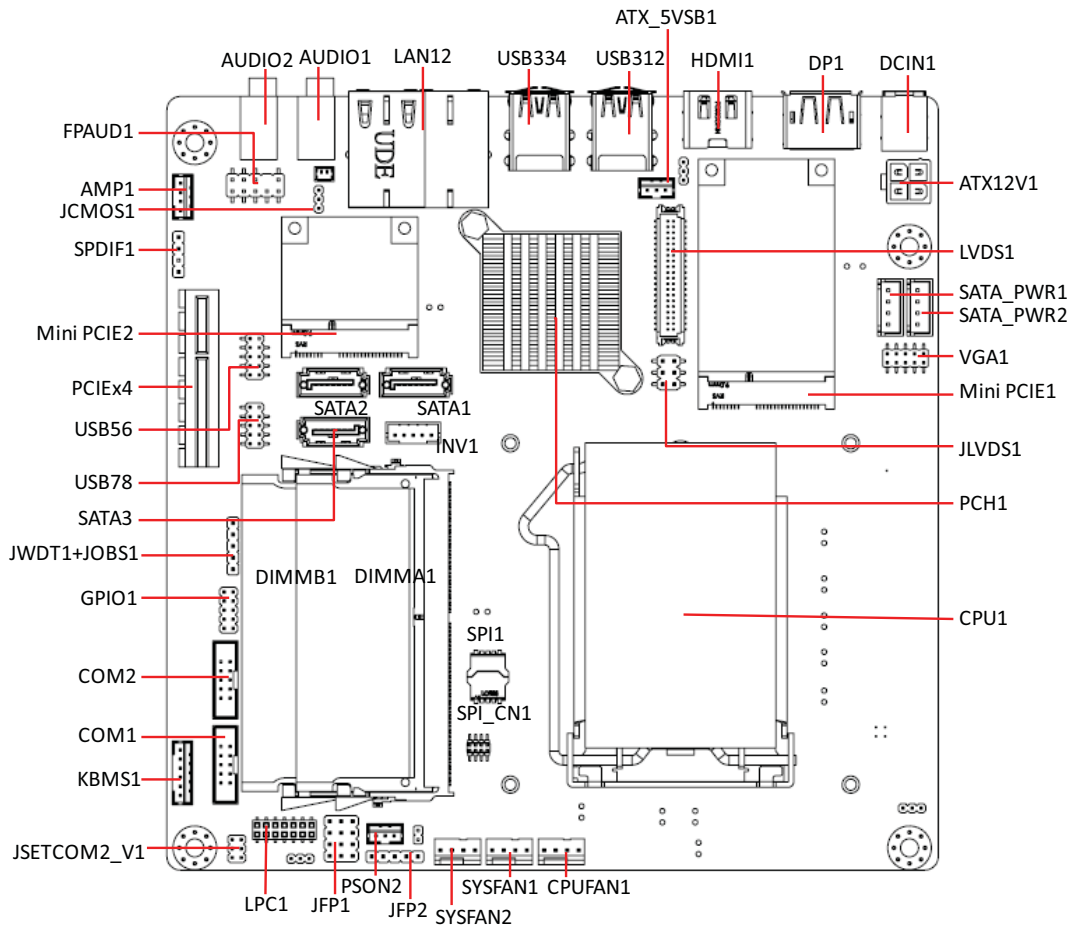 ATX_5VSB1
AUDIO2
AUDIO1
LAN12
USB334
USB312
HDMI1
DP1
DCIN1
FPAUD1
UDE
AMP1
ATX12V1
JCMOS1
SPDIF1
LVDS1
SATA_PWR1
SATA_PWR2
Mini PCIE2
VGA1
PCIEx4
Mini PCIE1
SATA2
SATA1
USB56
INV1
JLVDS1
USB78
PCH1
SATA3
JWDT1+JOBS1
DIMMB1
DIMMA1
GPIO1
CPU1
SPI1
COM2
SPI_CN1
COM1
KBMS1
JSETCOM2_V1
LPC1
JFP1
PSON2
JFP2
SYSFAN1
CPUFAN1
SYSFAN2